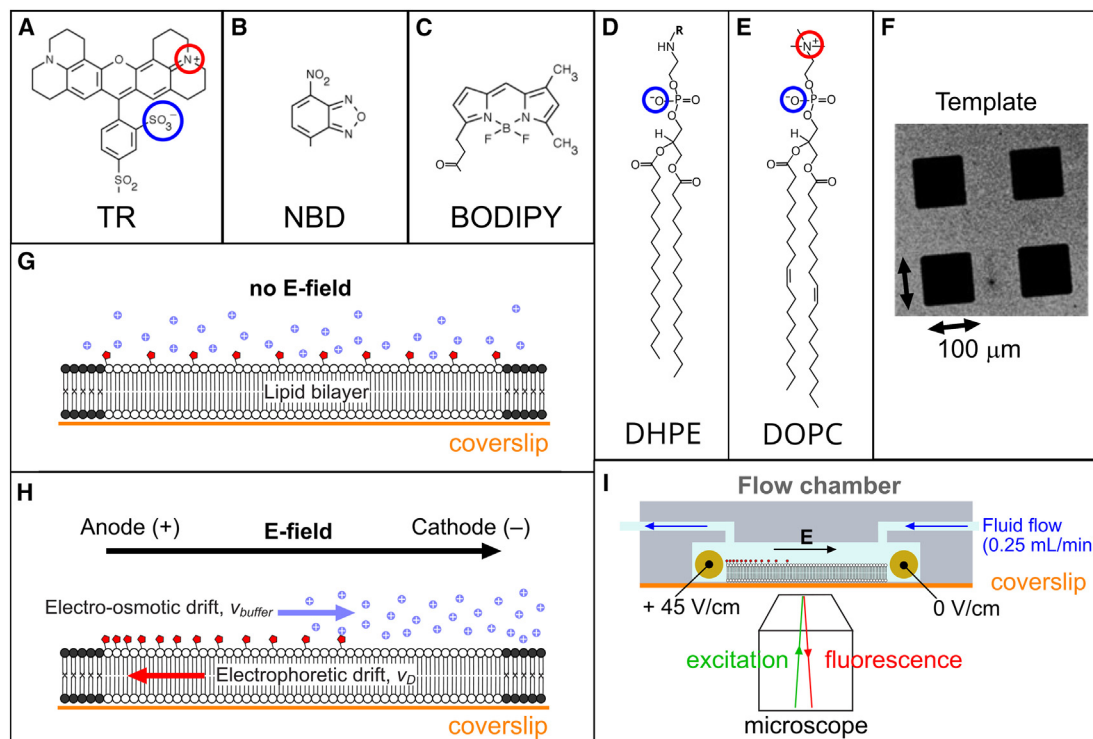 A
N
+
O
N
SO3
−
SO2
TR
B
NO2
N
O
N
NBD
C
CH3
N
N
B
F
F
CH3
O
BODIPY
D
R
HN
O
−O
P
O
O
H
O
O
O
O
DHPE
E
N
+
O
−O
P
O
O
H
O
O
O
O
DOPC
F
Template
100 μm
G
no E-field
Lipid bilayer
coverslip
H
Anode (+)
E-field
Cathode (–)
Electro-osmotic drift, vbuffer
Electrophoretic drift, vD
coverslip
I
Flow chamber
E
Fluid flow
(0.25 mL/min
coverslip
+ 45 V/cm
0 V/cm
excitation
fluorescence
microscope